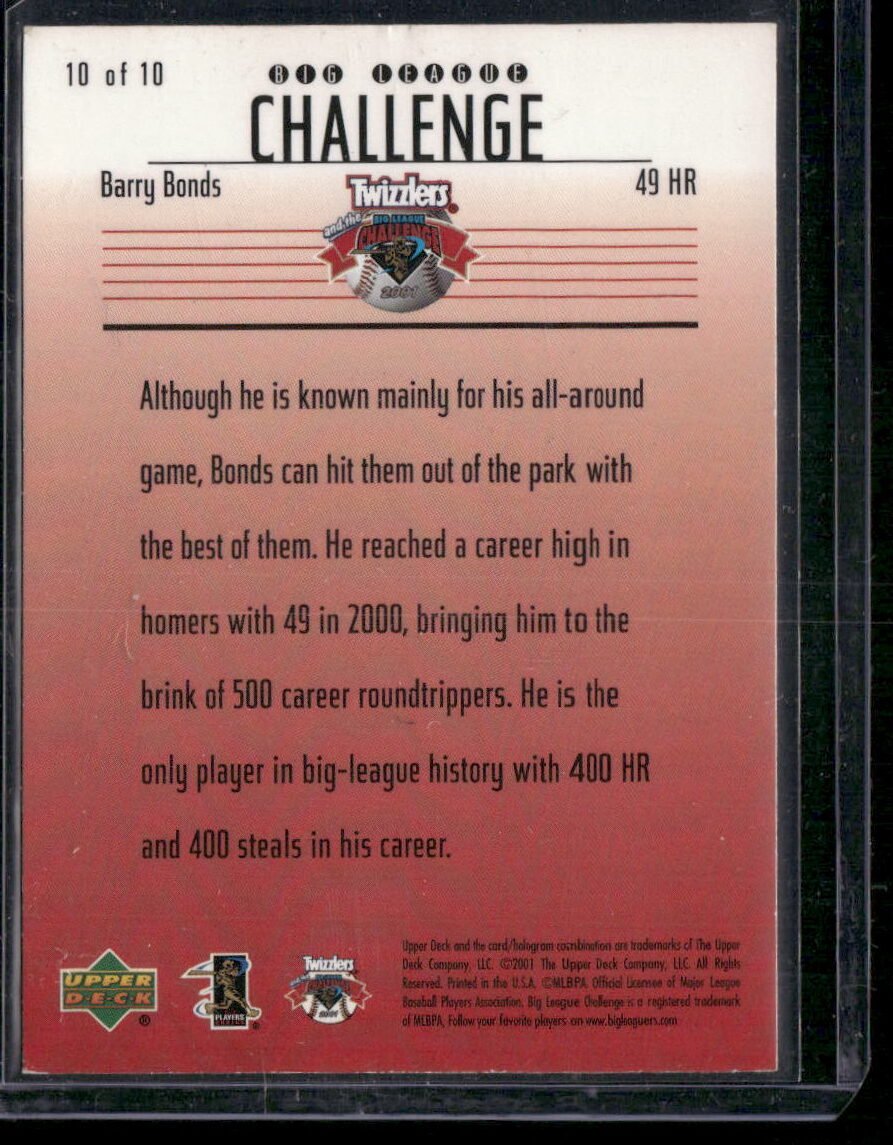 10 of 10
BIG LEAGUE
CHALLENGE
Barry Bonds
49 HR
Twizzlers®
and the
BIG LEAGUE
CHALLENGE
2001
Although he is known mainly for his all-around
game, Bonds can hit them out of the park with
the best of them. He reached a career high in
homers with 49 in 2000, bringing him to the
brink of 500 career roundtrippers. He is the
only player in big-league history with 400 HR
and 400 steals in his career.
UPPER
D·E·C·K
®
PLAYERS
CHOICE
®
Twizzlers
CHALLENGE
2001
Upper Deck and the card/hologram combination are trademarks of The Upper
Deck Company, LLC. ©2001 The Upper Deck Company, LLC. All Rights
Reserved. Printed in the U.S.A. ©MLBPA. Official Licensee of Major League
Baseball Players Association. Big League Challenge is a registered trademark
of MLBPA, Follow your favorite players on www.bigleaguers.com